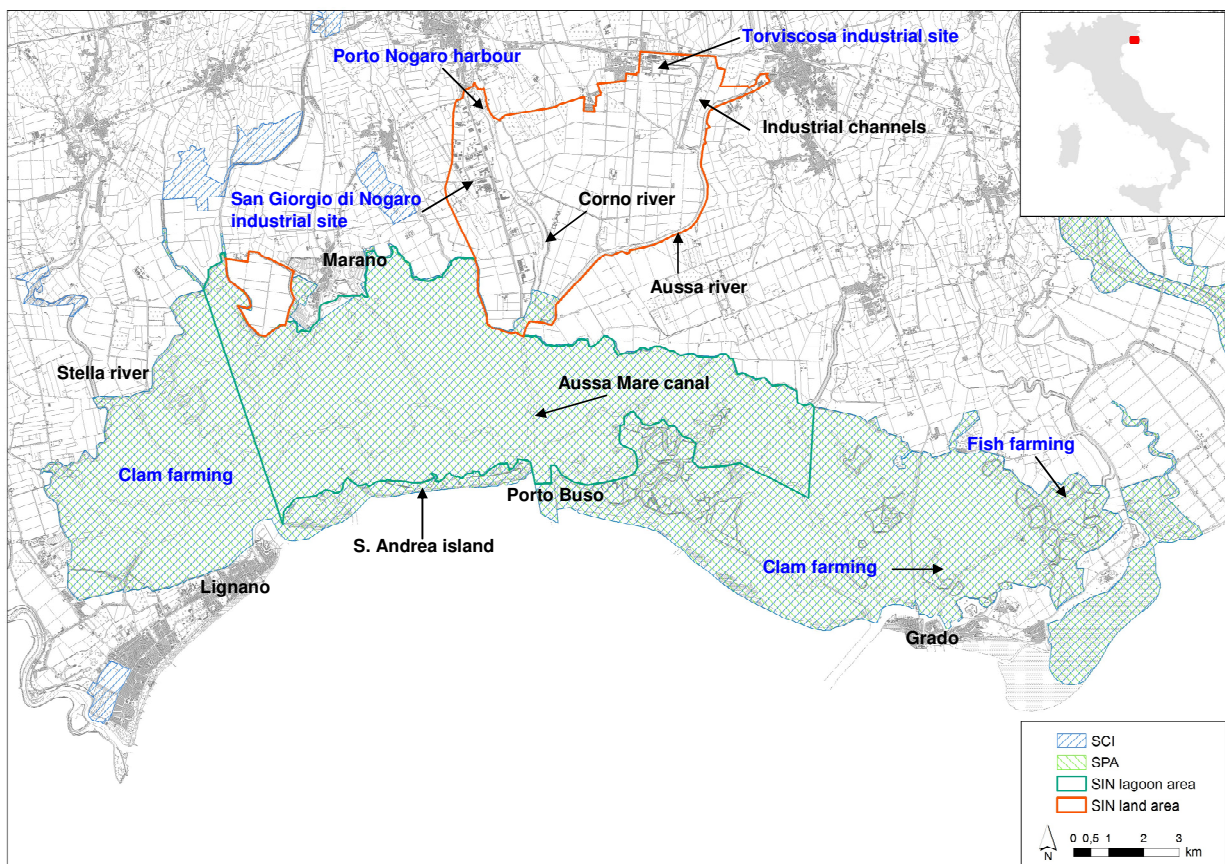 Torviscosa industrial site
Porto Nogaro harbour
Industrial channels
San Giorgio di Nogaro
industrial site
Corno river
Marano
Aussa river
Stella river
Aussa Mare canal
Fish farming
Clam farming
Porto Buso
S. Andrea island
Clam farming
Lignano
Grado
SCI
SPA
SIN lagoon area
SIN land area
0 0,5 1 2 3
km
N